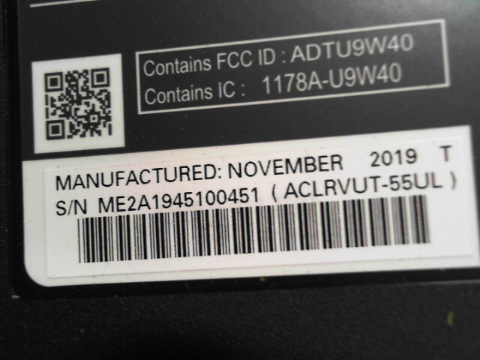 Contains FCC ID : ADTU9W40
Contains IC : 1178A-U9W40
MANUFACTURED: NOVEMBER 2019 T
S/N ME2A1945100451 ( ACLRVUT-55UL )